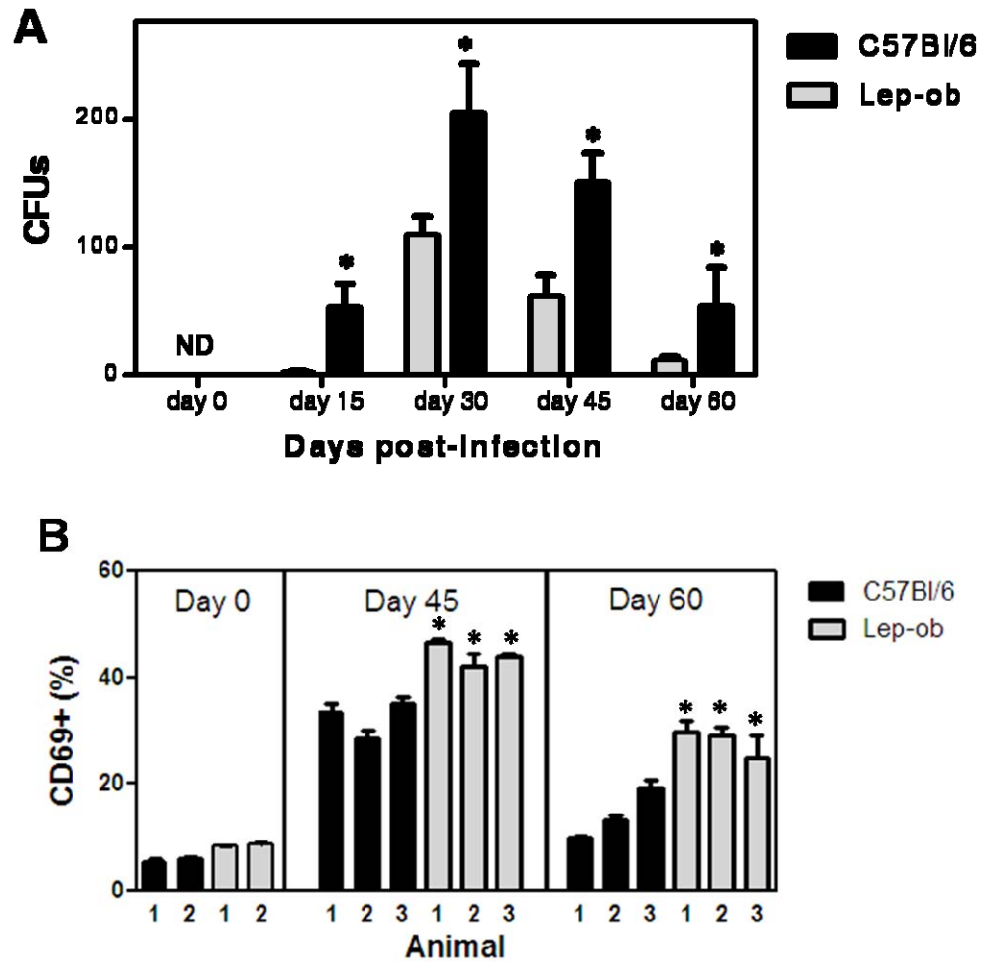 A
C57Bl/6
Lep-ob
CFUs
200
100
0
ND
* * * *
day 0 day 15 day 30 day 45 day 60
Days post-Infection
B
C57Bl/6
Lep-ob
CD69+ (%)
60
40
20
0
Day 0 Day 45 Day 60
* * * * * *
1 2 1 2 1 2 3 1 2 3 1 2 3 1 2 3
Animal